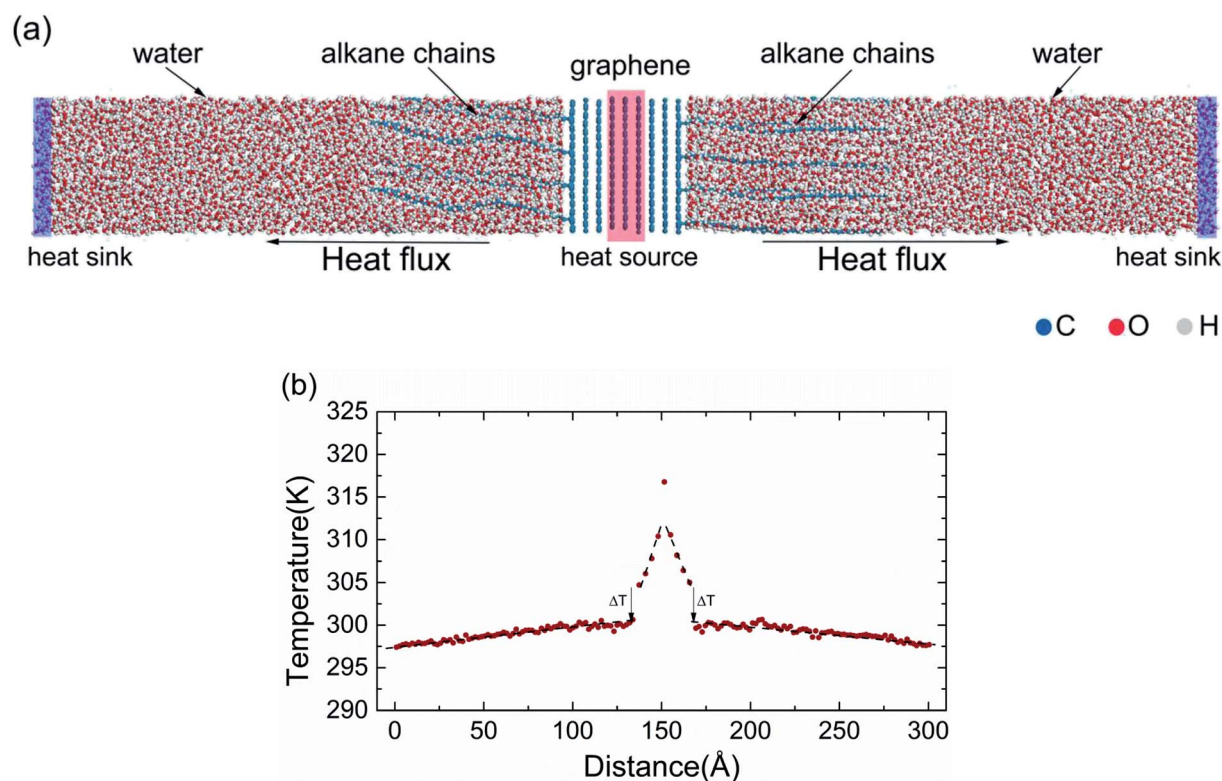 (a)
water
alkane chains
graphene
alkane chains
water
heat sink
Heat flux
heat source
Heat flux
heat sink
C O H
(b)
Temperature(K)
325
320
315
310
305
300
295
290
ΔT ΔT
0 50 100 150 200 250 300
Distance(Å)